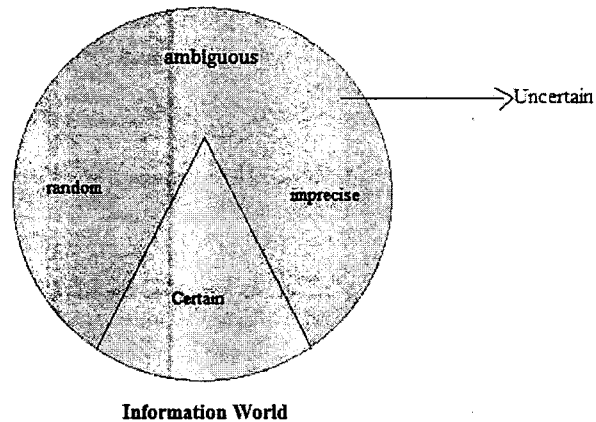 ambiguous
Uncertain
random
imprecise
Certain
Information World